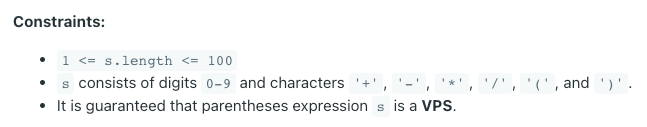 Constraints:
• 1 <= s.length <= 100
• s consists of digits 0-9 and characters '+', '-', '*', '/', '(', and ')'.
• It is guaranteed that parentheses expression s is a VPS.